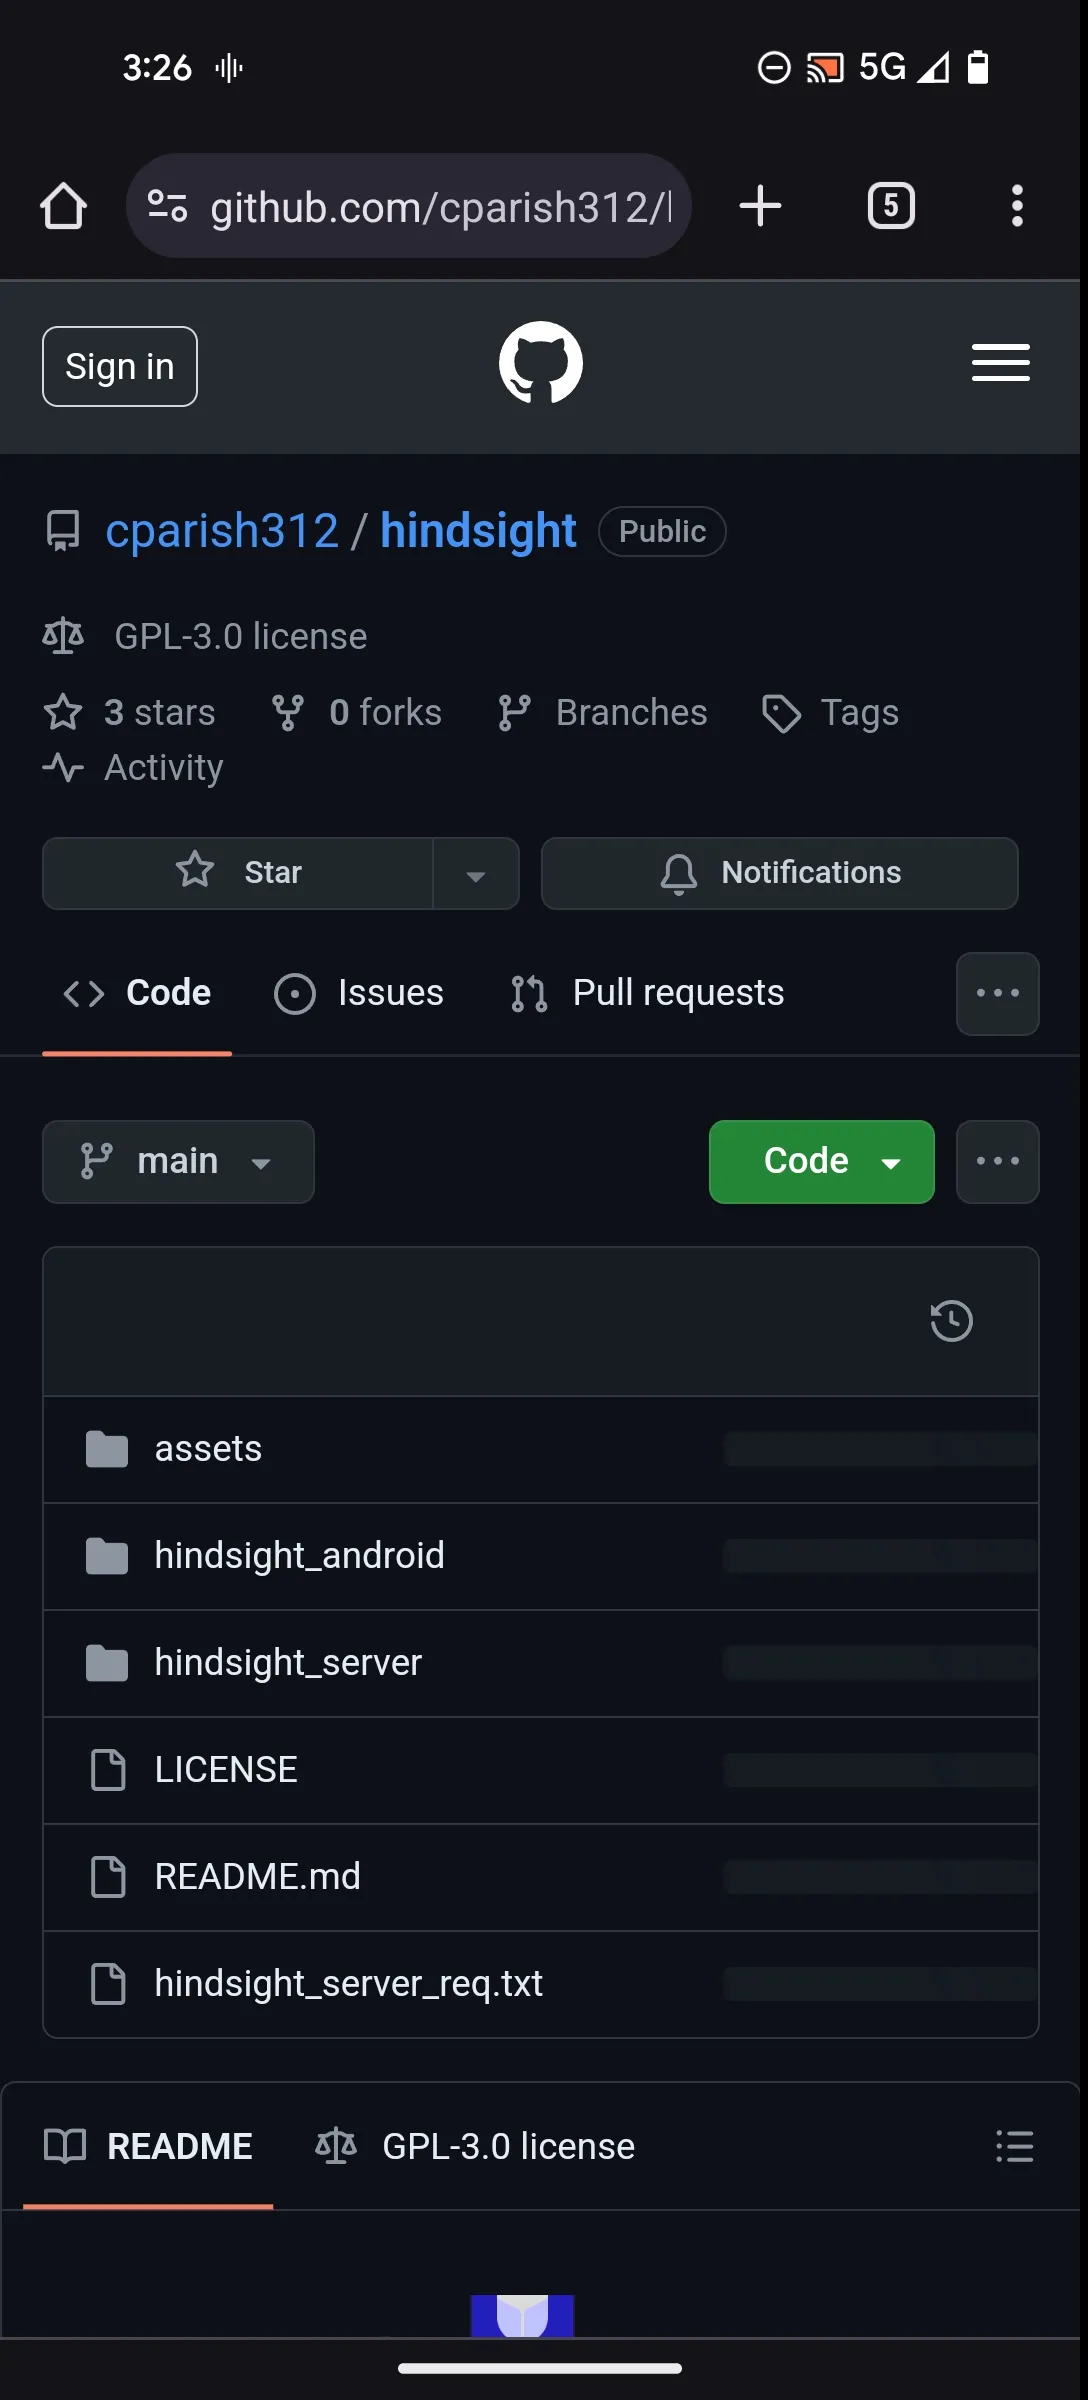 3:26 5G
github.com/cparish312/ 5
Sign in
cparish312 / hindsight Public
GPL-3.0 license
3 stars 0 forks Branches Tags
Activity
Star Notifications
Code Issues Pull requests
main Code
assets
hindsight_android
hindsight_server
LICENSE
README.md
hindsight_server_req.txt
README GPL-3.0 license